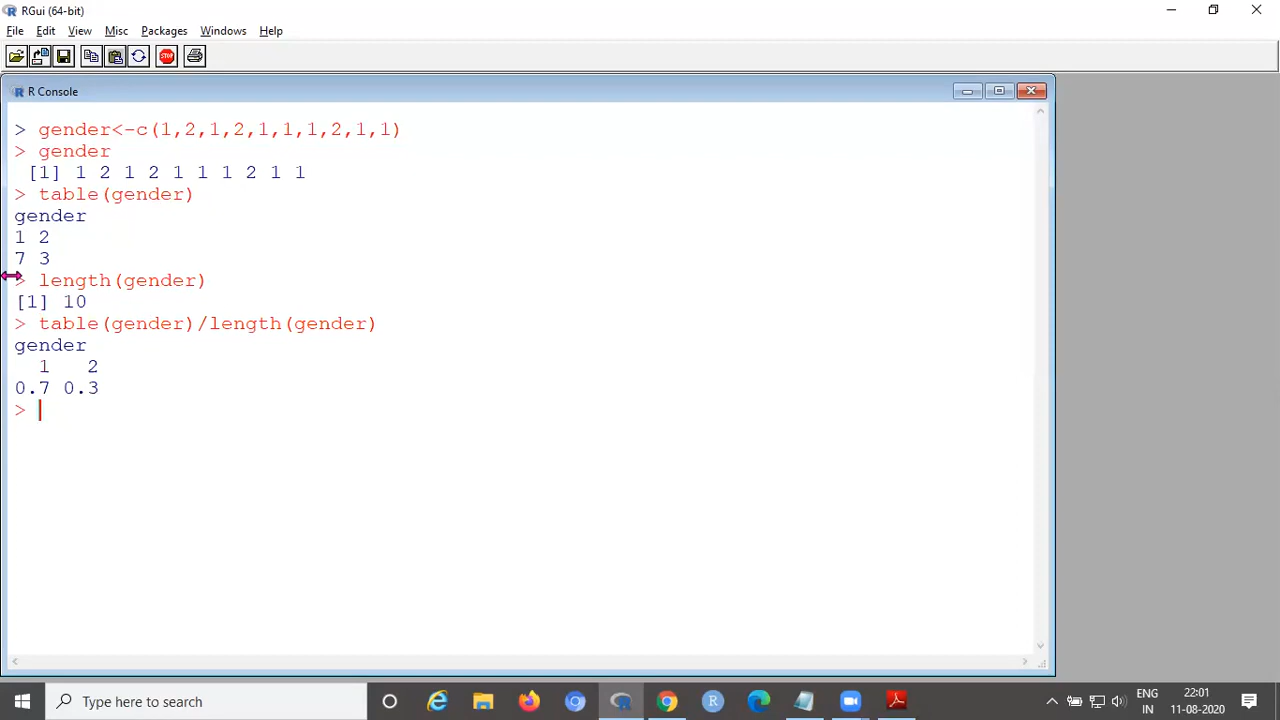 RGui (64-bit)
File Edit View Misc Packages Windows Help
STOP
R Console
> gender<-c(1,2,1,2,1,1,1,2,1,1)
> gender
[1] 1 2 1 2 1 1 1 2 1 1
> table(gender)
gender
1 2
7 3
> length(gender)
[1] 10
> table(gender)/length(gender)
gender
1 2
0.7 0.3
>
Type here to search
ENG
IN
22:01
11-08-2020